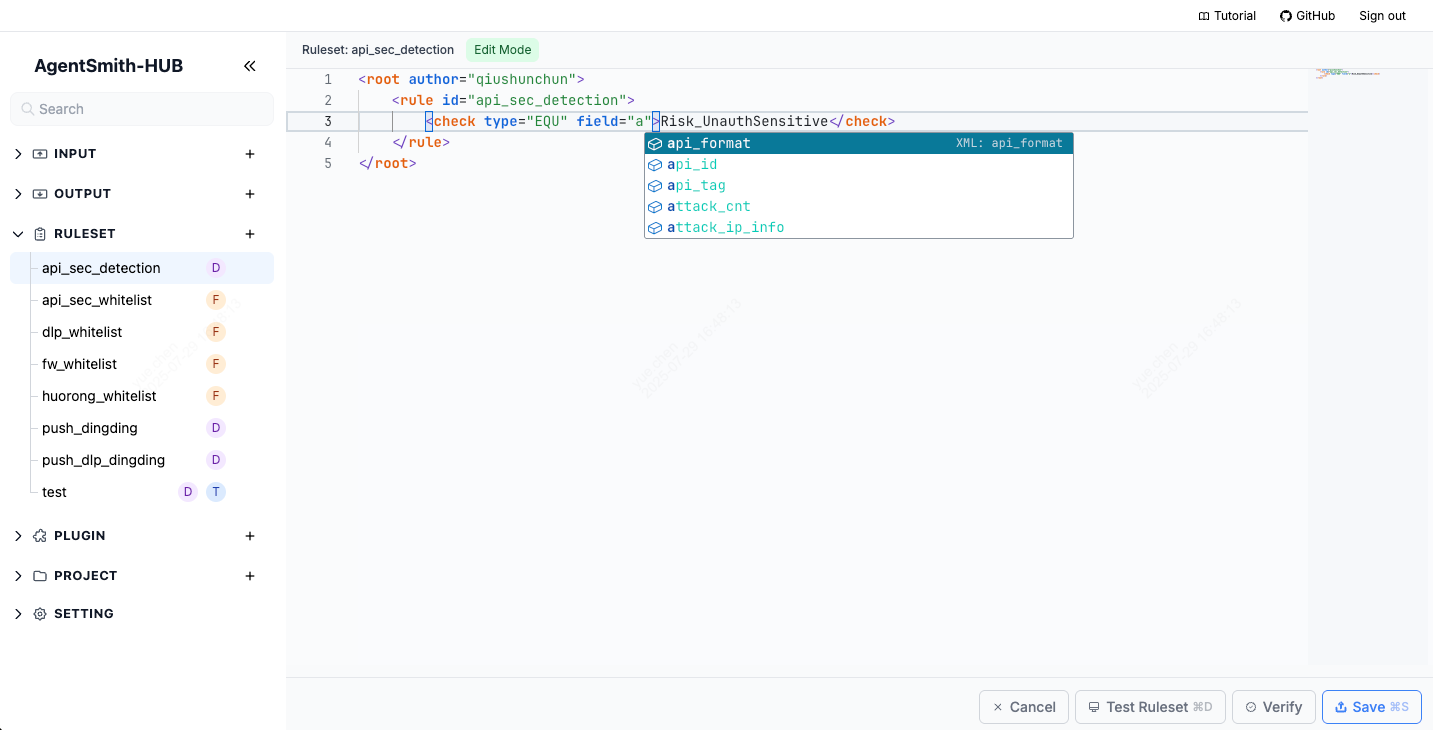 Tutorial GitHub Sign out
AgentSmith-HUB
Search
INPUT
OUTPUT
RULESET
api_sec_detection D
api_sec_whitelist F
dlp_whitelist F
fw_whitelist F
huorong_whitelist F
push_dingding D
push_dlp_dingding D
test D T
PLUGIN
PROJECT
SETTING
Ruleset: api_sec_detection Edit Mode
1 <root author="qiushunchun">
2 <rule id="api_sec_detection">
3 <check type="EQU" field="a">Risk_UnauthSensitive</check>
4 </rule>
5 </root>
api_format XML: api_format
api_id
api_tag
attack_cnt
attack_ip_info
Cancel Test Ruleset ⌘D Verify Save ⌘S